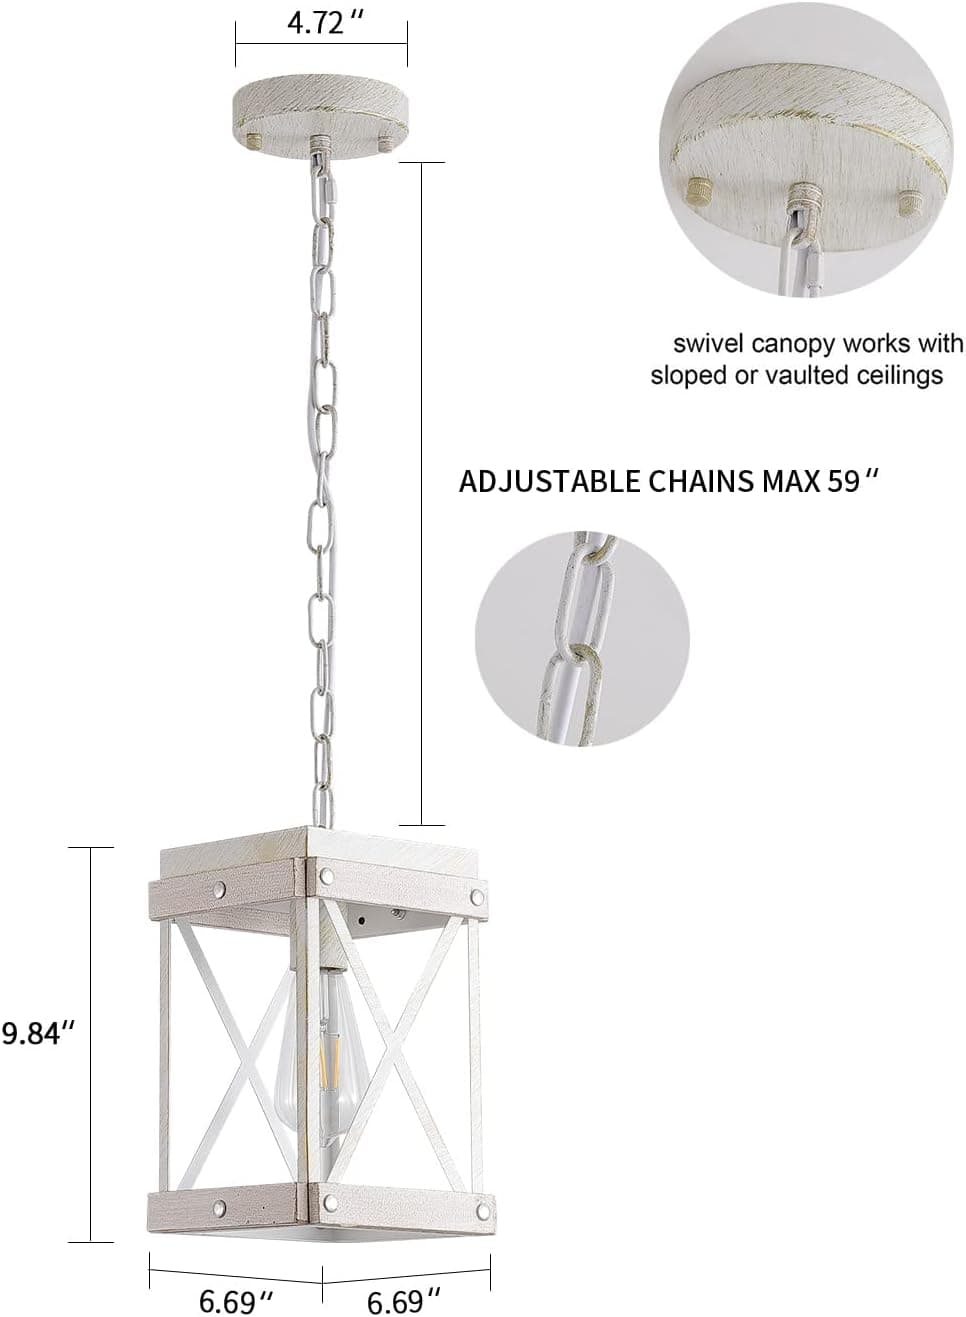 4.72"
swivel canopy works with
sloped or vaulted ceilings
ADJUSTABLE CHAINS MAX 59"
9.84"
6.69"
6.69"